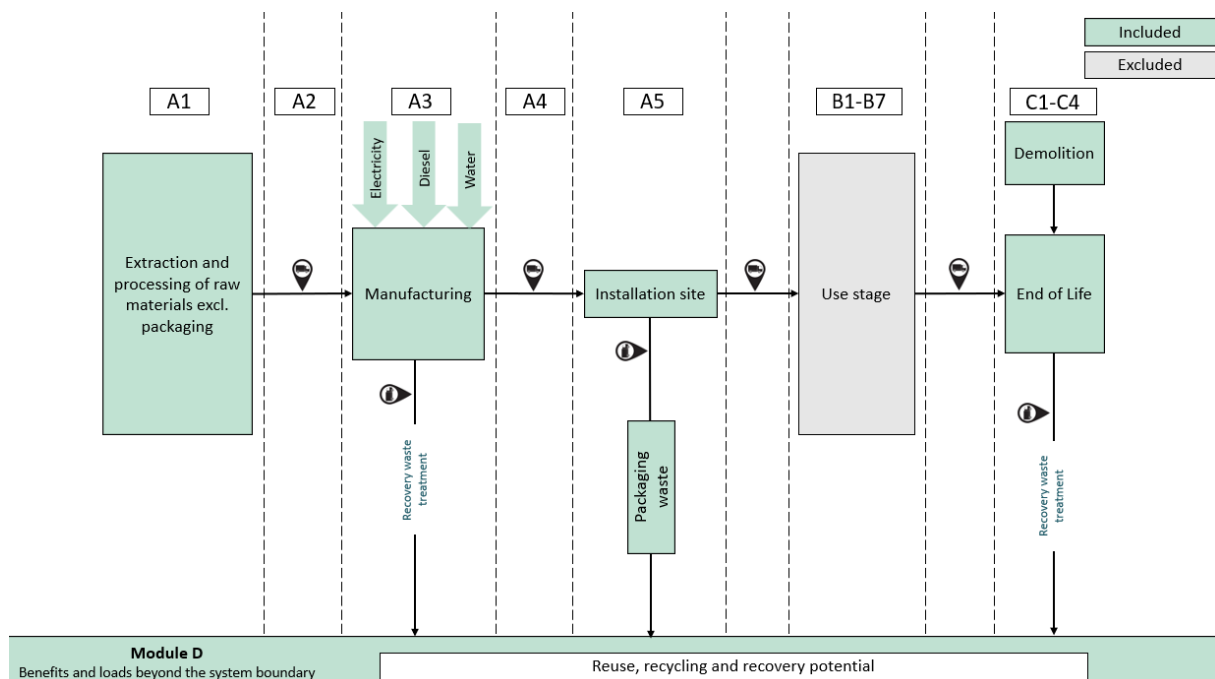 Included
Excluded
A1
A2
A3
A4
A5
B1-B7
C1-C4
Electricity
Diesel
Water
Demolition
Extraction and
processing of raw
materials excl.
packaging
Manufacturing
Installation site
Use stage
End of Life
Recovery waste
treatment
Packaging
waste
Recovery waste
treatment
Module D
Benefits and loads beyond the system boundary
Reuse, recycling and recovery potential